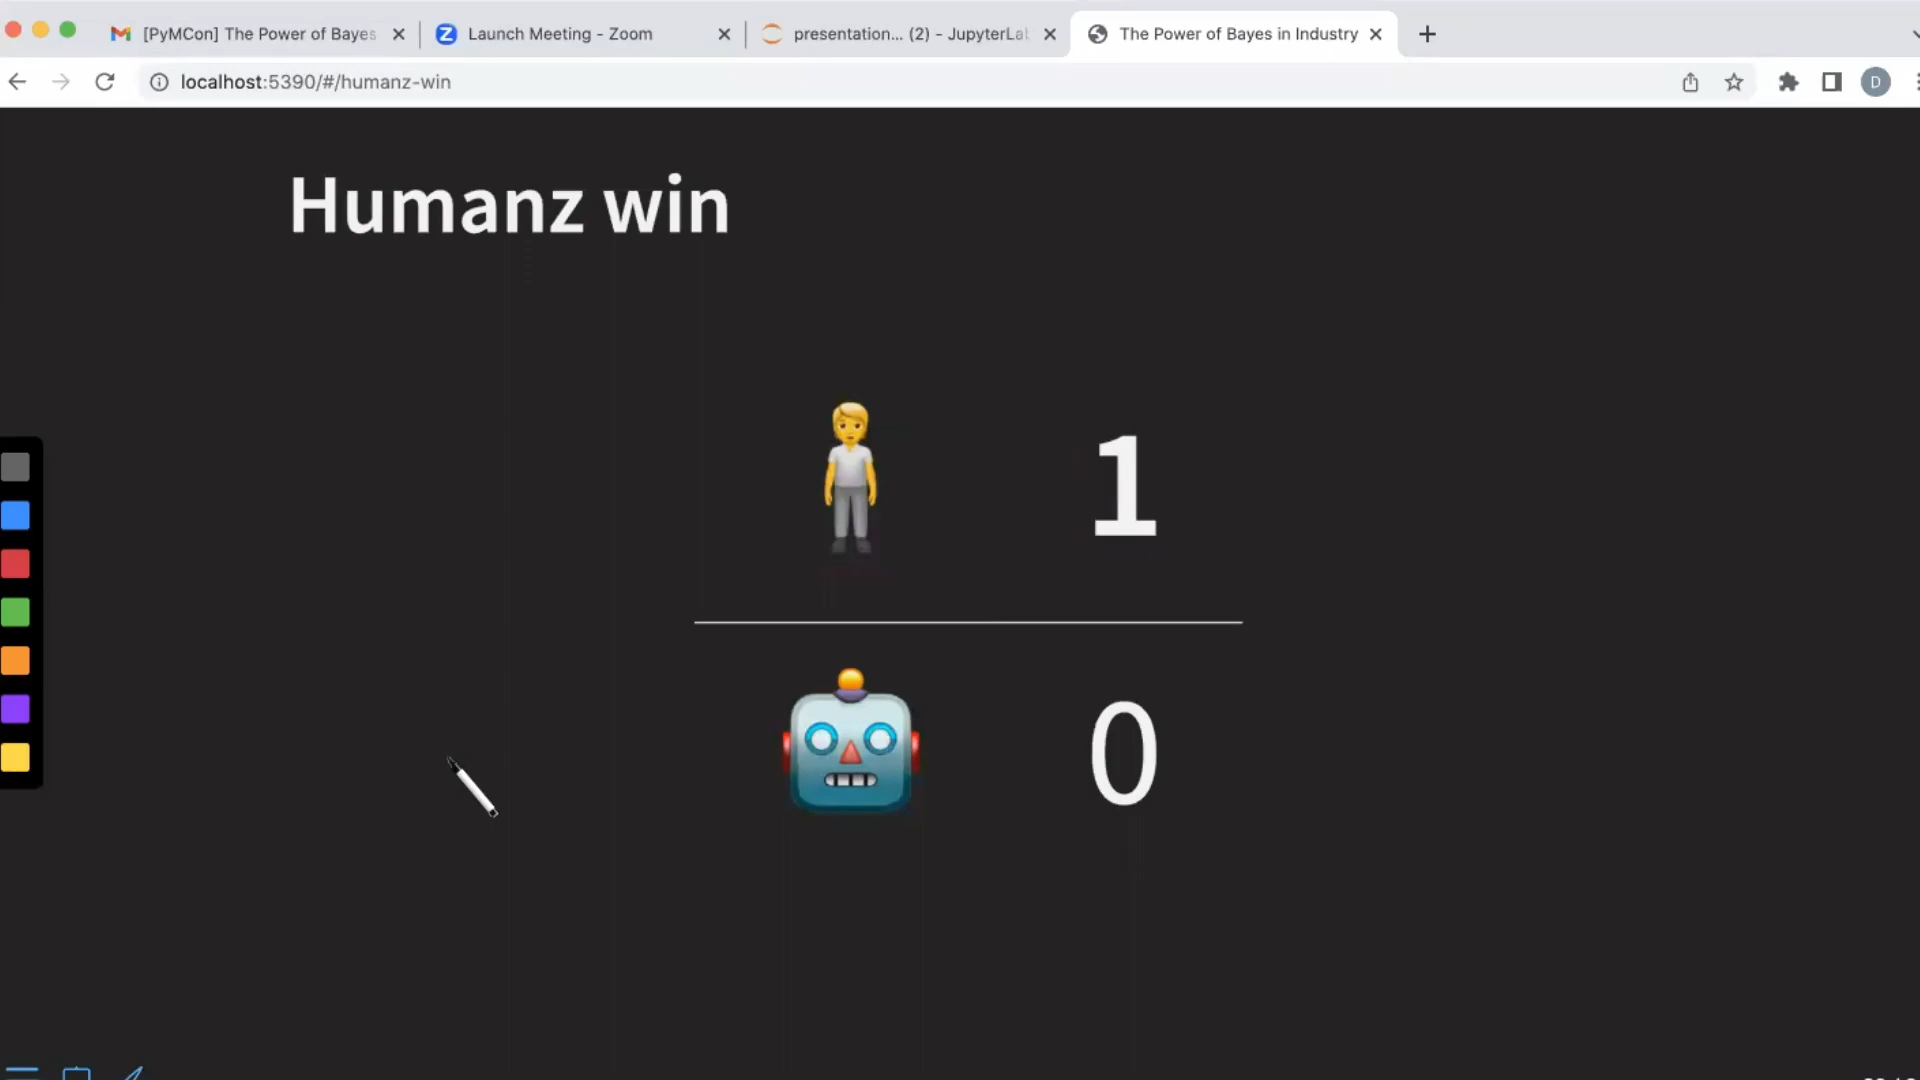 [PyMCon] The Power of Bayes
Launch Meeting - Zoom
presentation... (2) - JupyterLa
The Power of Bayes in Industry
localhost:5390/#/humanz-win
D
Humanz win
1
0